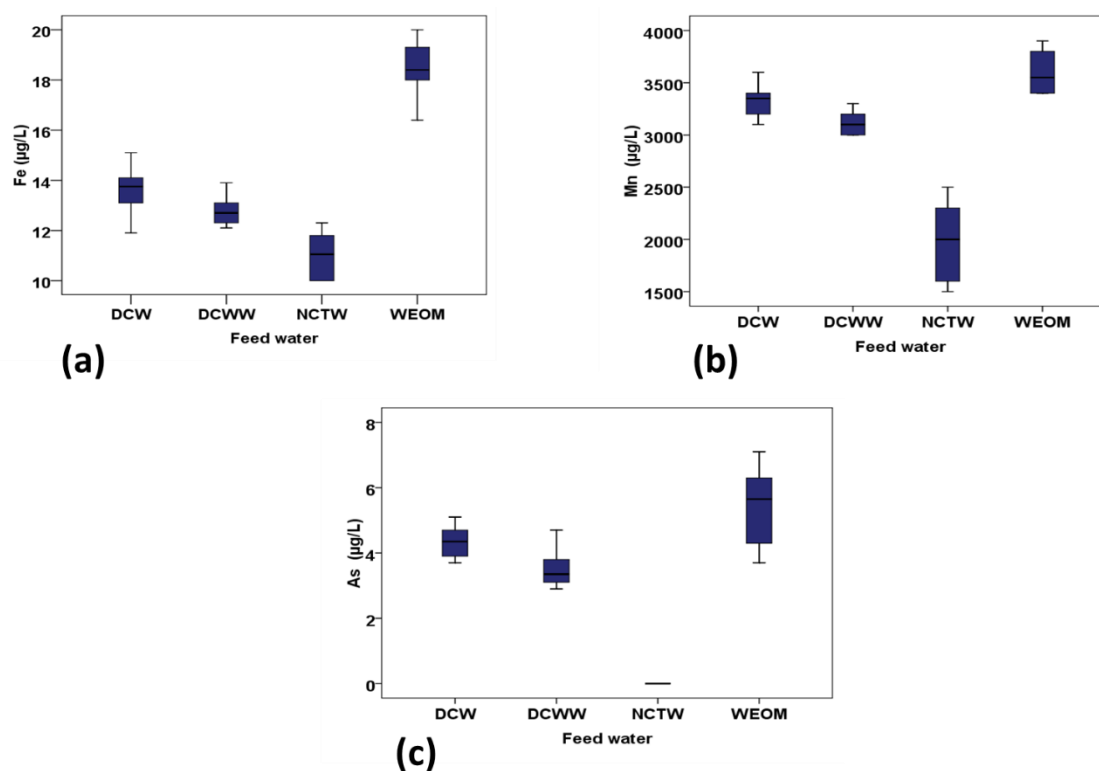 20
18
16
14
12
10
Fe (µg/L)
DCW DCWW NCTW WEOM
Feed water
(a)
4000
3500
3000
2500
2000
1500
Mn (µg/L)
DCW DCWW NCTW WEOM
Feed water
(b)
8
6
4
2
0
As (µg/L)
DCW DCWW NCTW WEOM
Feed water
(c)